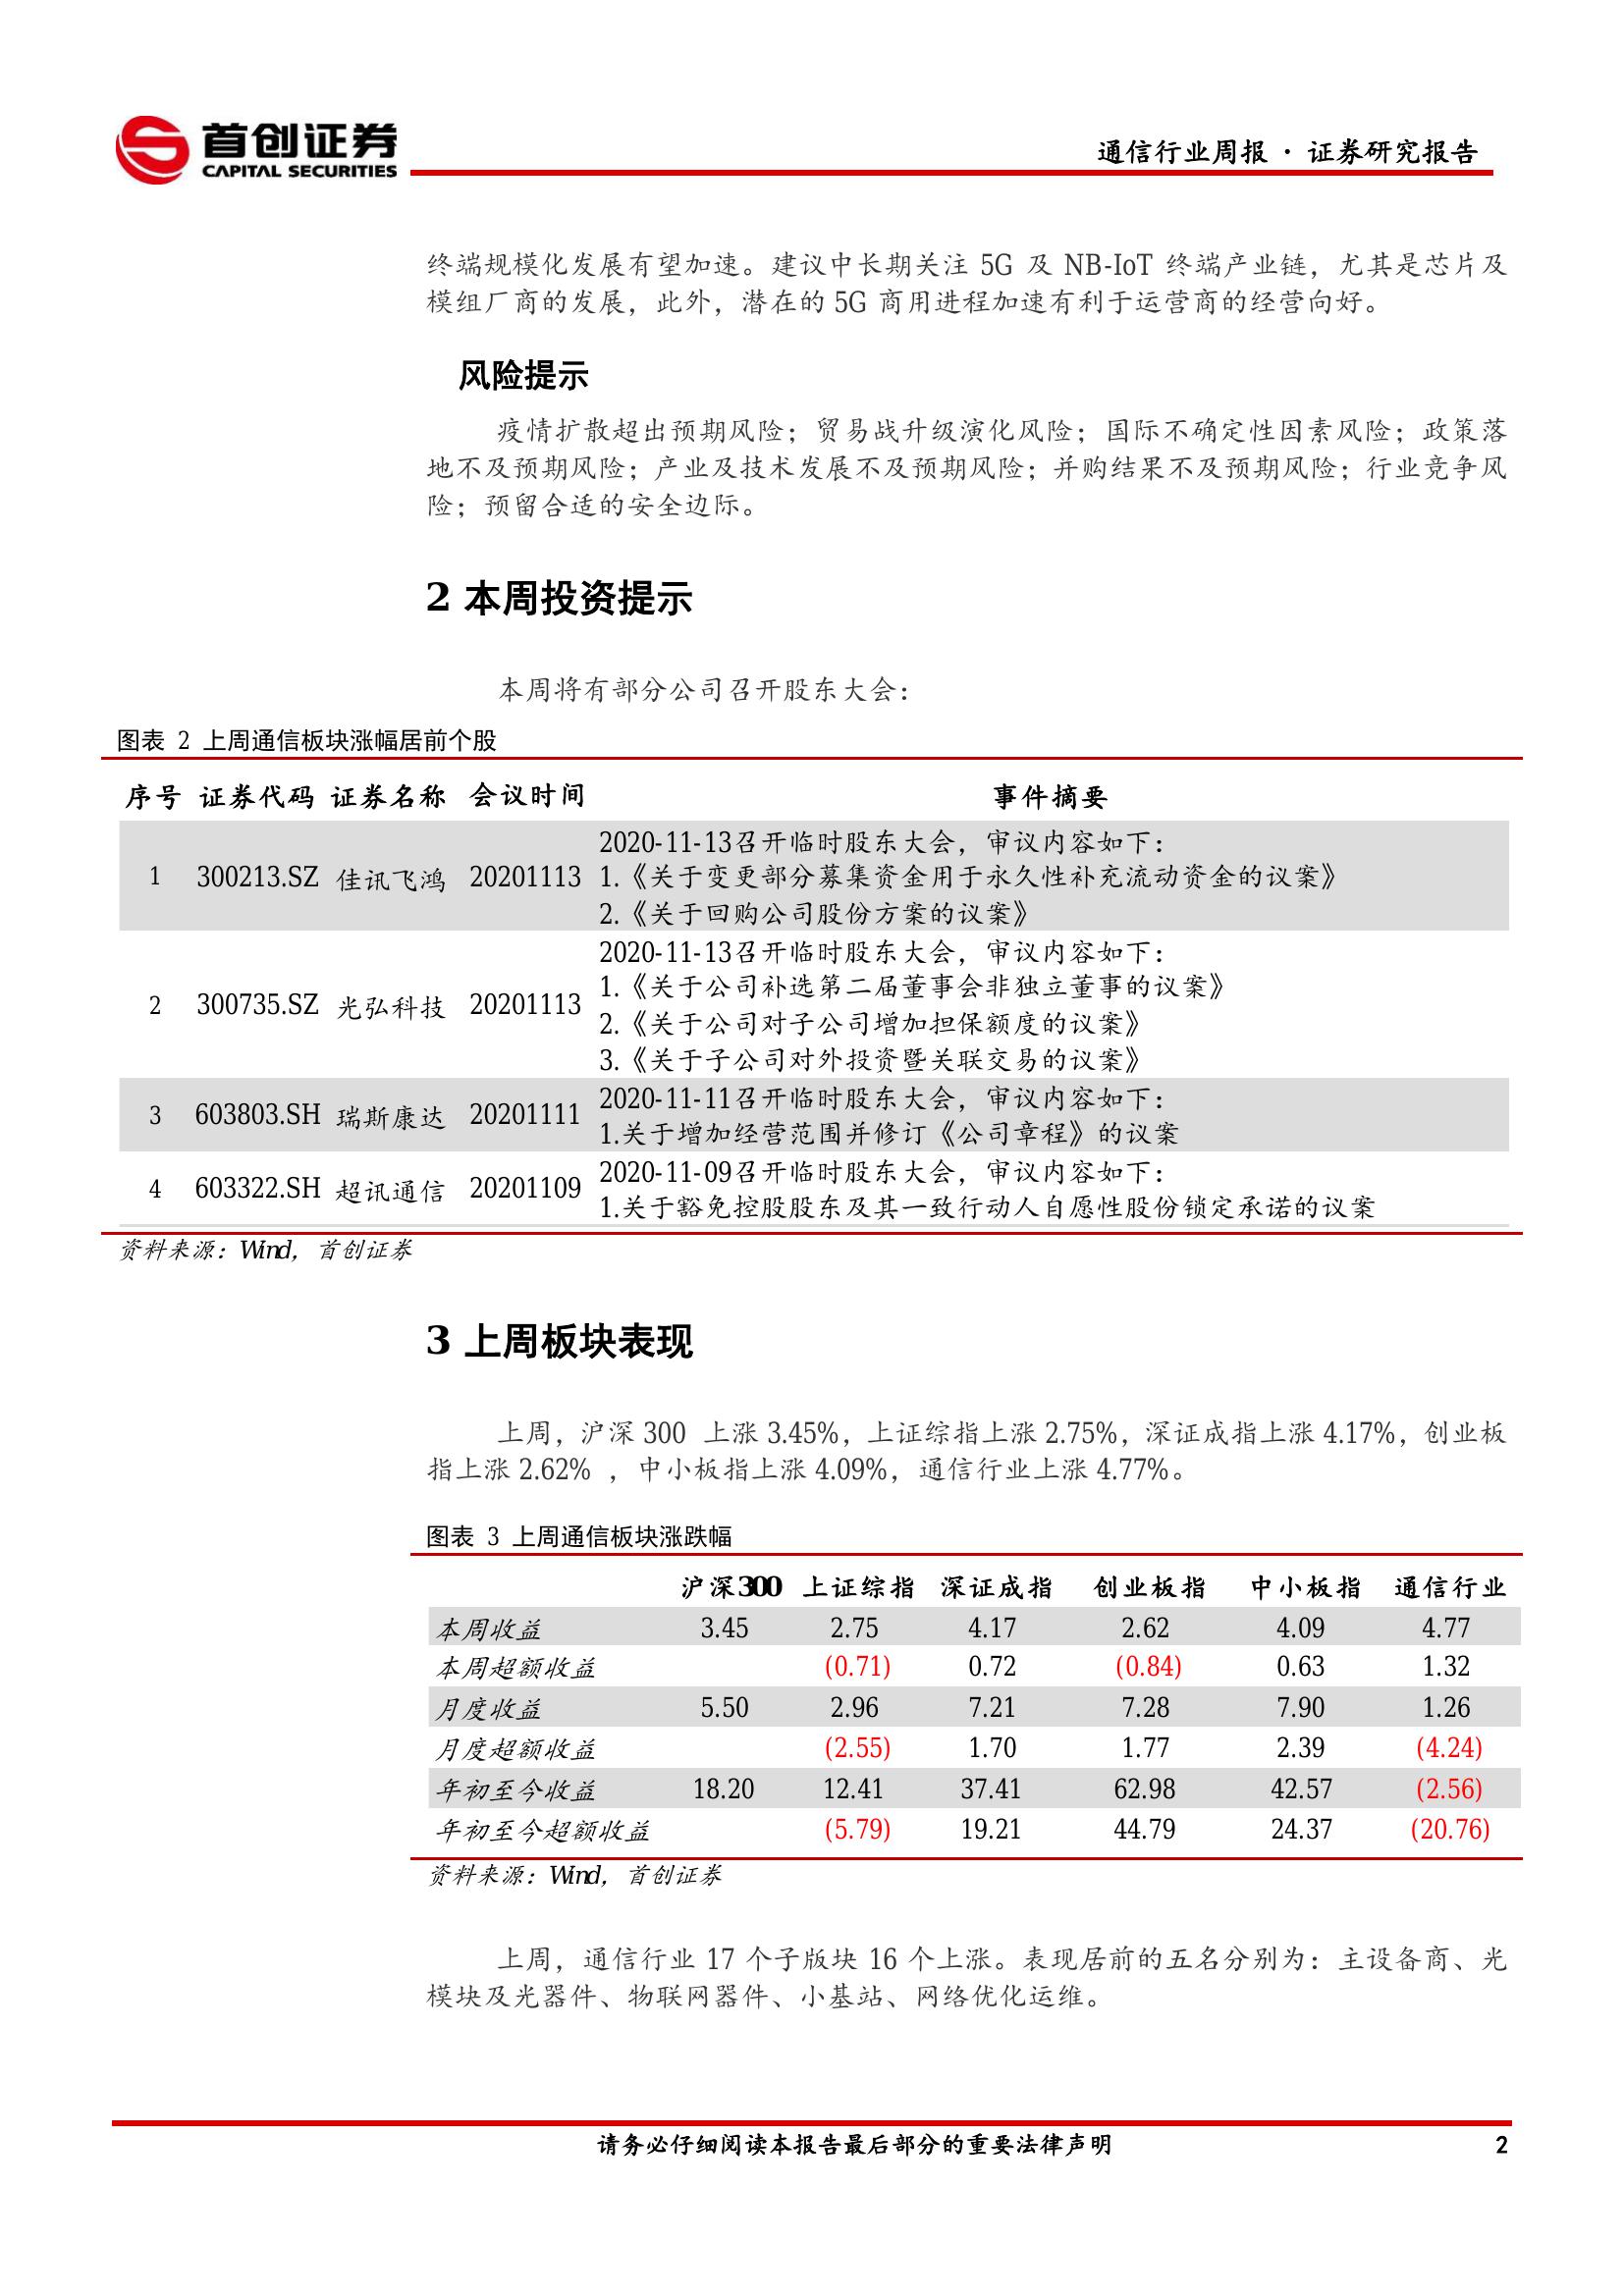 首创证券
CAPITAL SECURITIES
通信行业周报 · 证券研究报告
终端规模化发展有望加速。建议中长期关注 5G 及 NB-IoT 终端产业链，尤其是芯片及
模组厂商的发展，此外，潜在的 5G 商用进程加速有利于运营商的经营向好。
风险提示
疫情扩散超出预期风险；贸易战升级演化风险；国际不确定性因素风险；政策落
地不及预期风险；产业及技术发展不及预期风险；并购结果不及预期风险；行业竞争风
险；预留合适的安全边际。
2 本周投资提示
本周将有部分公司召开股东大会：
图表 2 上周通信板块涨幅居前个股
序号 证券代码 证券名称 会议时间 事件摘要
2020-11-13召开临时股东大会，审议内容如下：
1 300213.SZ 佳讯飞鸿 20201113 1.《关于变更部分募集资金用于永久性补充流动资金的议案》
2.《关于回购公司股份方案的议案》
2020-11-13召开临时股东大会，审议内容如下：
1.《关于公司补选第二届董事会非独立董事的议案》
2 300735.SZ 光弘科技 20201113
2.《关于公司对子公司增加担保额度的议案》
3.《关于子公司对外投资暨关联交易的议案》
2020-11-11召开临时股东大会，审议内容如下：
3 603803.SH 瑞斯康达 20201111
1.关于增加经营范围并修订《公司章程》的议案
2020-11-09召开临时股东大会，审议内容如下：
4 603322.SH 超讯通信 20201109
1.关于豁免控股股东及其一致行动人自愿性股份锁定承诺的议案
资料来源：Wind，首创证券
3 上周板块表现
上周，沪深 300 上涨 3.45%，上证综指上涨 2.75%，深证成指上涨 4.17%，创业板
指上涨 2.62% ，中小板指上涨 4.09%，通信行业上涨 4.77%。
图表 3 上周通信板块涨跌幅
沪深300 上证综指 深证成指 创业板指 中小板指 通信行业
本周收益 3.45 2.75 4.17 2.62 4.09 4.77
本周超额收益 (0.71) 0.72 (0.84) 0.63 1.32
月度收益 5.50 2.96 7.21 7.28 7.90 1.26
月度超额收益 (2.55) 1.70 1.77 2.39 (4.24)
年初至今收益 18.20 12.41 37.41 62.98 42.57 (2.56)
年初至今超额收益 (5.79) 19.21 44.79 24.37 (20.76)
资料来源：Wind，首创证券
上周，通信行业 17 个子版块 16 个上涨。表现居前的五名分别为：主设备商、光
模块及光器件、物联网器件、小基站、网络优化运维。
请务必仔细阅读本报告最后部分的重要法律声明 2